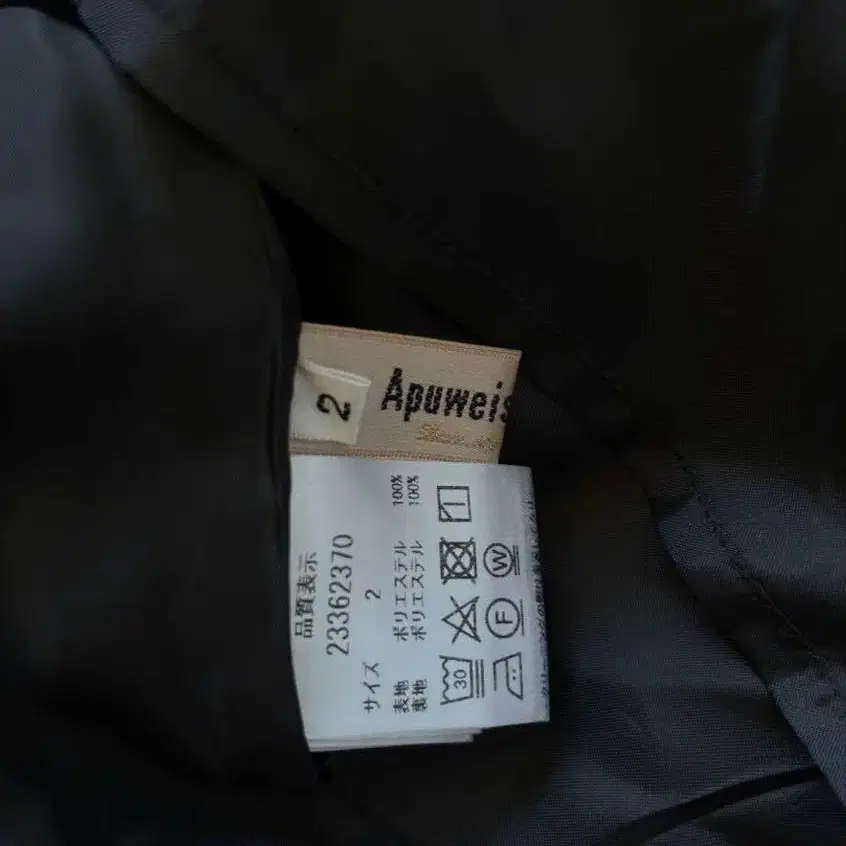 2
Apuweis
品質表示
23362370
サイズ 2
表地 ポリエステル 100%
裏地 ポリエステル 100%
30
F
W